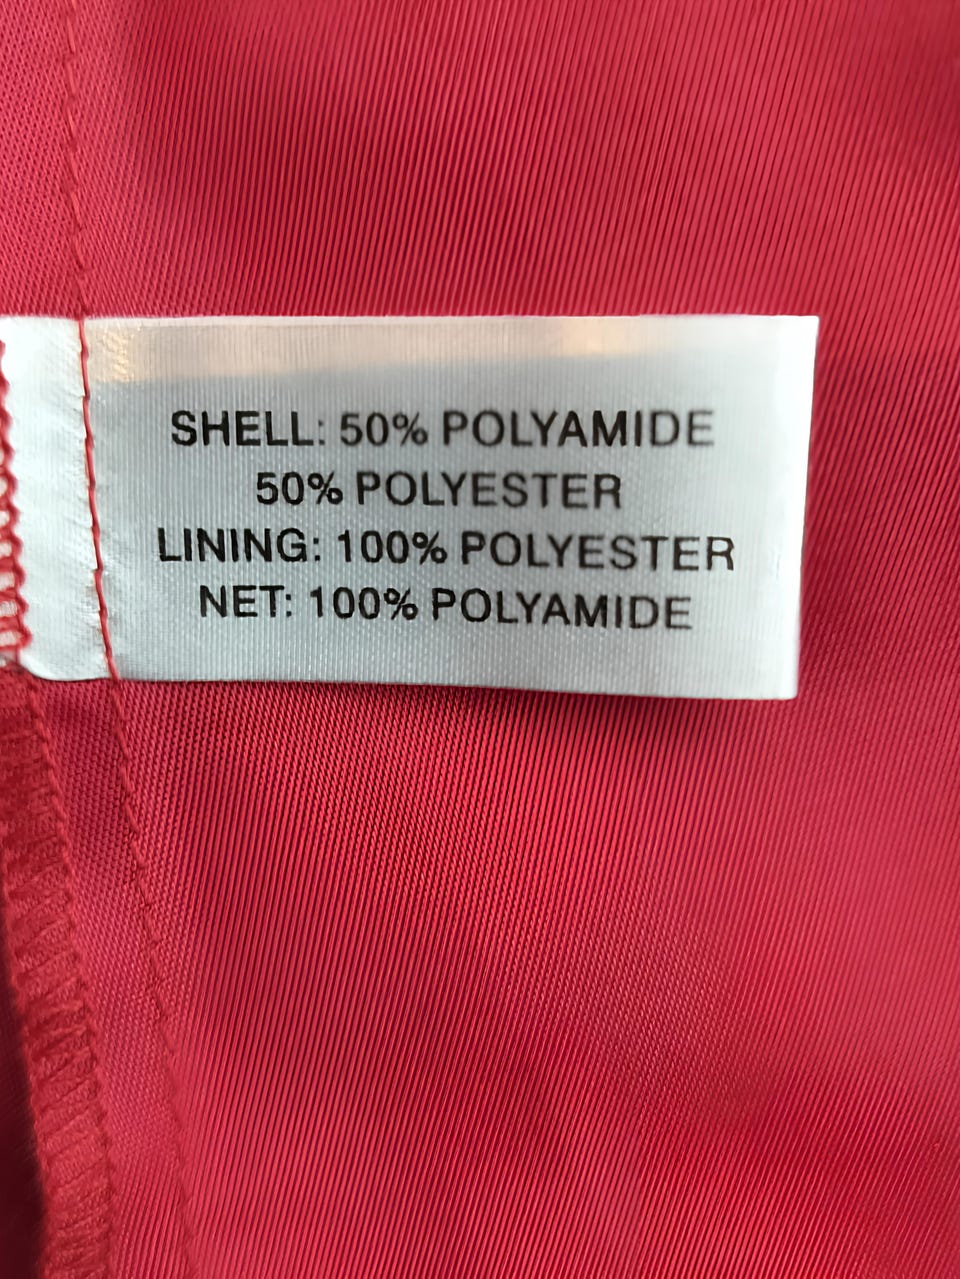 SHELL: 50% POLYAMIDE
50% POLYESTER
LINING: 100% POLYESTER
NET: 100% POLYAMIDE